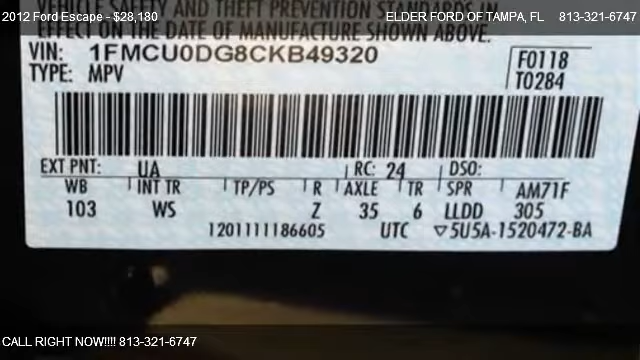 2012 Ford Escape - $28,180 ELDER FORD OF TAMPA, FL 813-321-6747
AND THEFT PREVENTION
EFFECT ON THE DATE OF MANUFACTURE SHOWN ABOVE.
VIN: 1FMCU0DG8CKB49320 F0118
TYPE: MPV T0284
EXT PNT: UA RC: 24 DSO:
WB INT TR TP/PS R AXLE TR SPR AM71F
103 WS Z 35 6 LLDD 305
1201111186605 UTC ▽5U5A-1520472-BA
CALL RIGHT NOW!!!! 813-321-6747